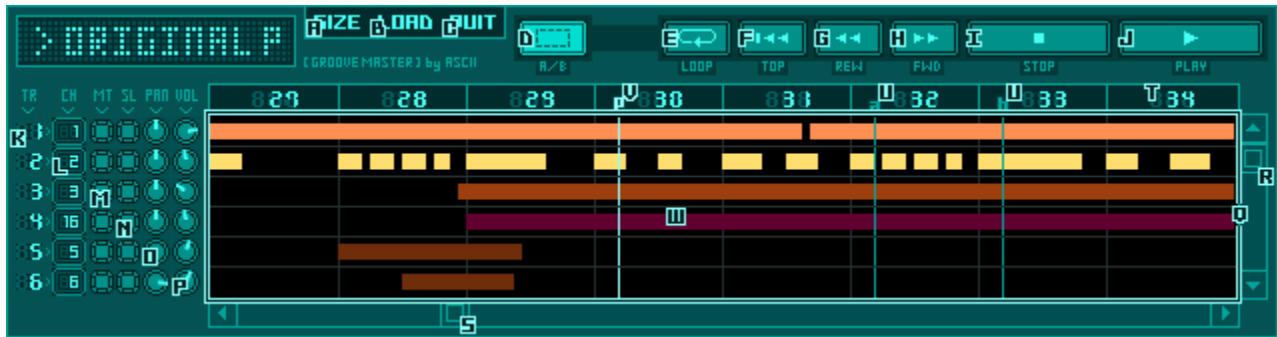 >ORIGINAL P
A SIZE B LOAD C QUIT
[GROOVE MASTER] by ASCII
D E F G H I J
A/B LOOP TOP REW FWD STOP PLAY
TR CH MT SL PAN VOL
27 28 29 30 31 32 33 34
V U U T
P a b
K 1 1
2 L 2
3 3 M
4 16 N
5 5 O
6 6 P
W
Q
R
S